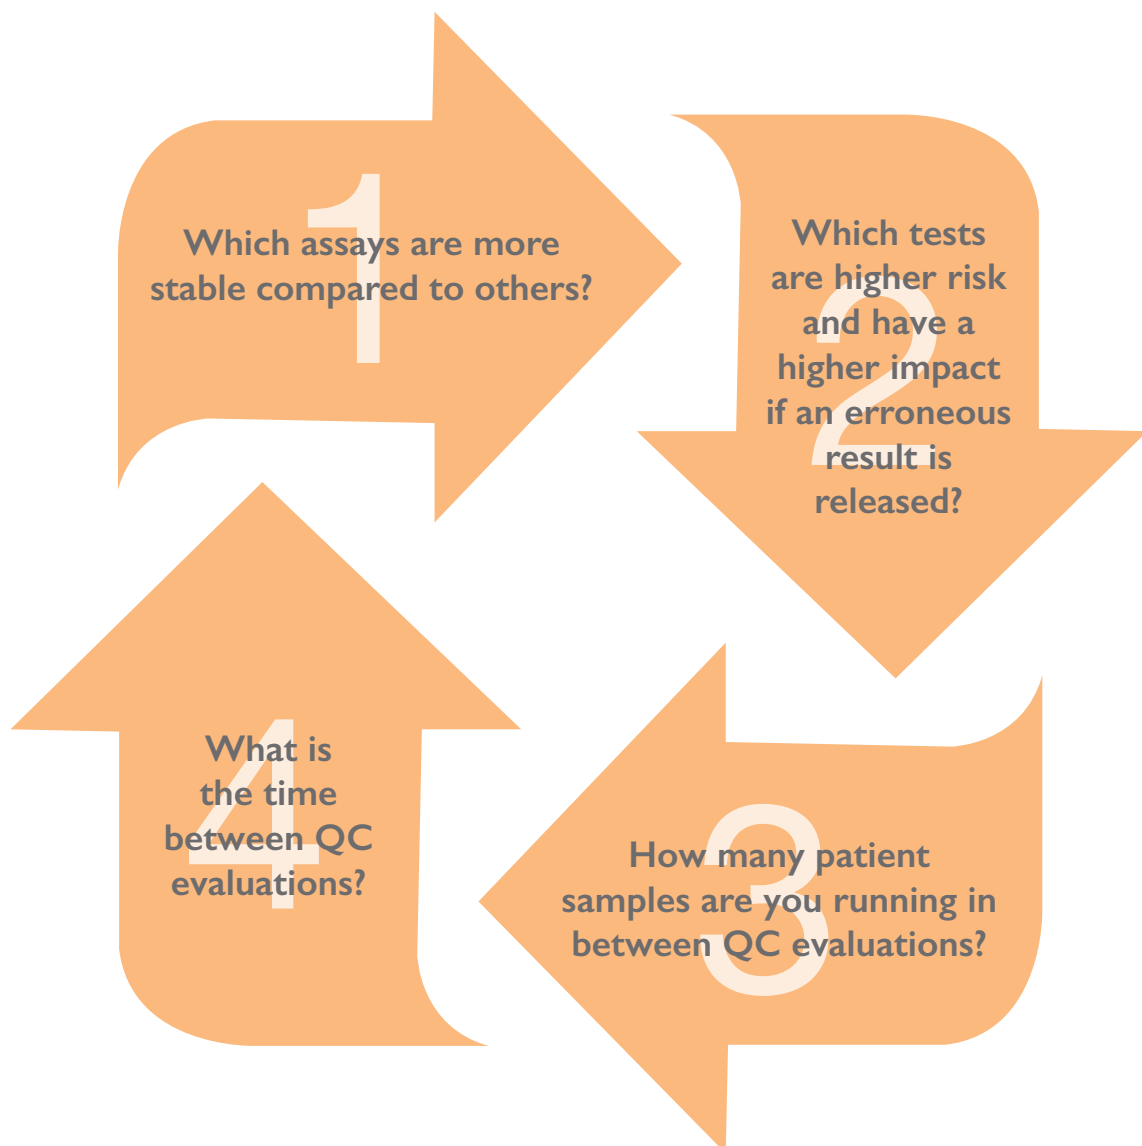 1
Which assays are more
stable compared to others?
2
Which tests
are higher risk
and have a
higher impact
if an erroneous
result is
released?
3
How many patient
samples are you running in
between QC evaluations?
4
What is
the time
between QC
evaluations?